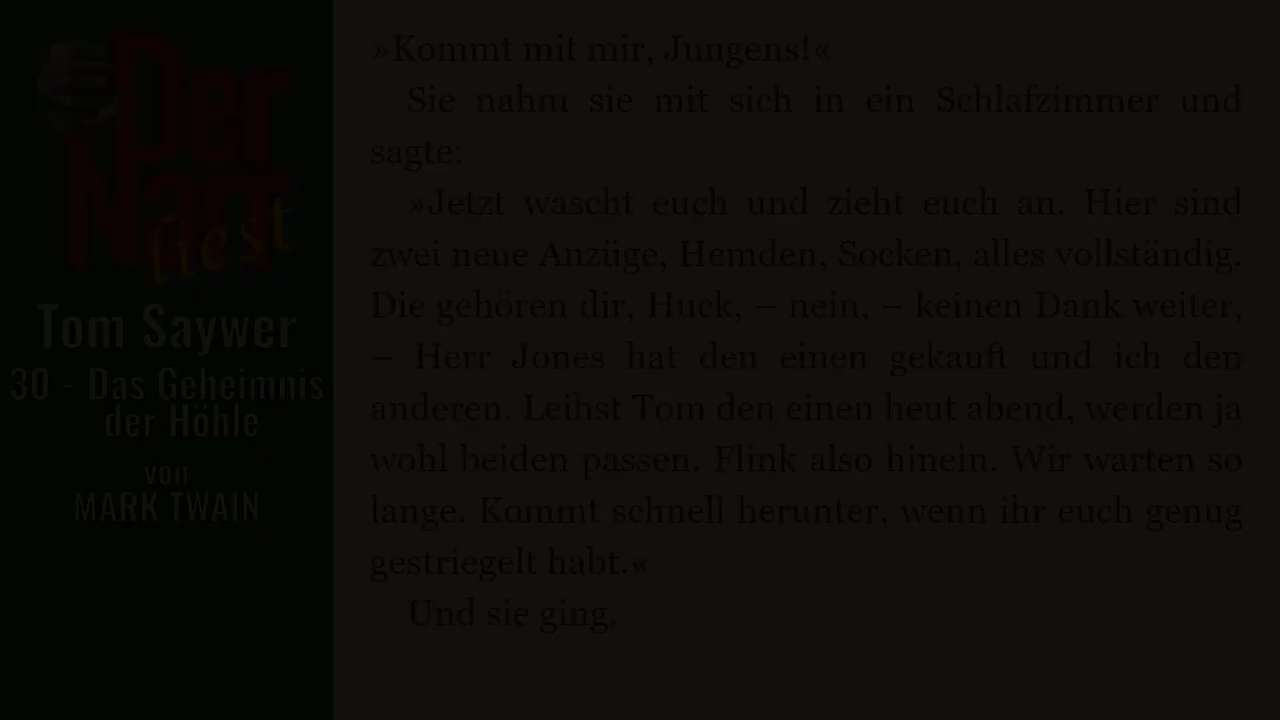 Der
Narr
liest
Tom Saywer
30 - Das Geheimnis
der Höhle
von
MARK TWAIN
»Kommt mit mir, Jungens!«
Sie nahm sie mit sich in ein Schlafzimmer und
sagte:
»Jetzt wascht euch und zieht euch an. Hier sind
zwei neue Anzüge, Hemden, Socken, alles vollständig.
Die gehören dir, Huck, – nein, – keinen Dank weiter,
– Herr Jones hat den einen gekauft und ich den
anderen. Leihst Tom den einen heut abend, werden ja
wohl beiden passen. Flink also hinein. Wir warten so
lange. Kommt schnell herunter, wenn ihr euch genug
gestriegelt habt.«
Und sie ging.